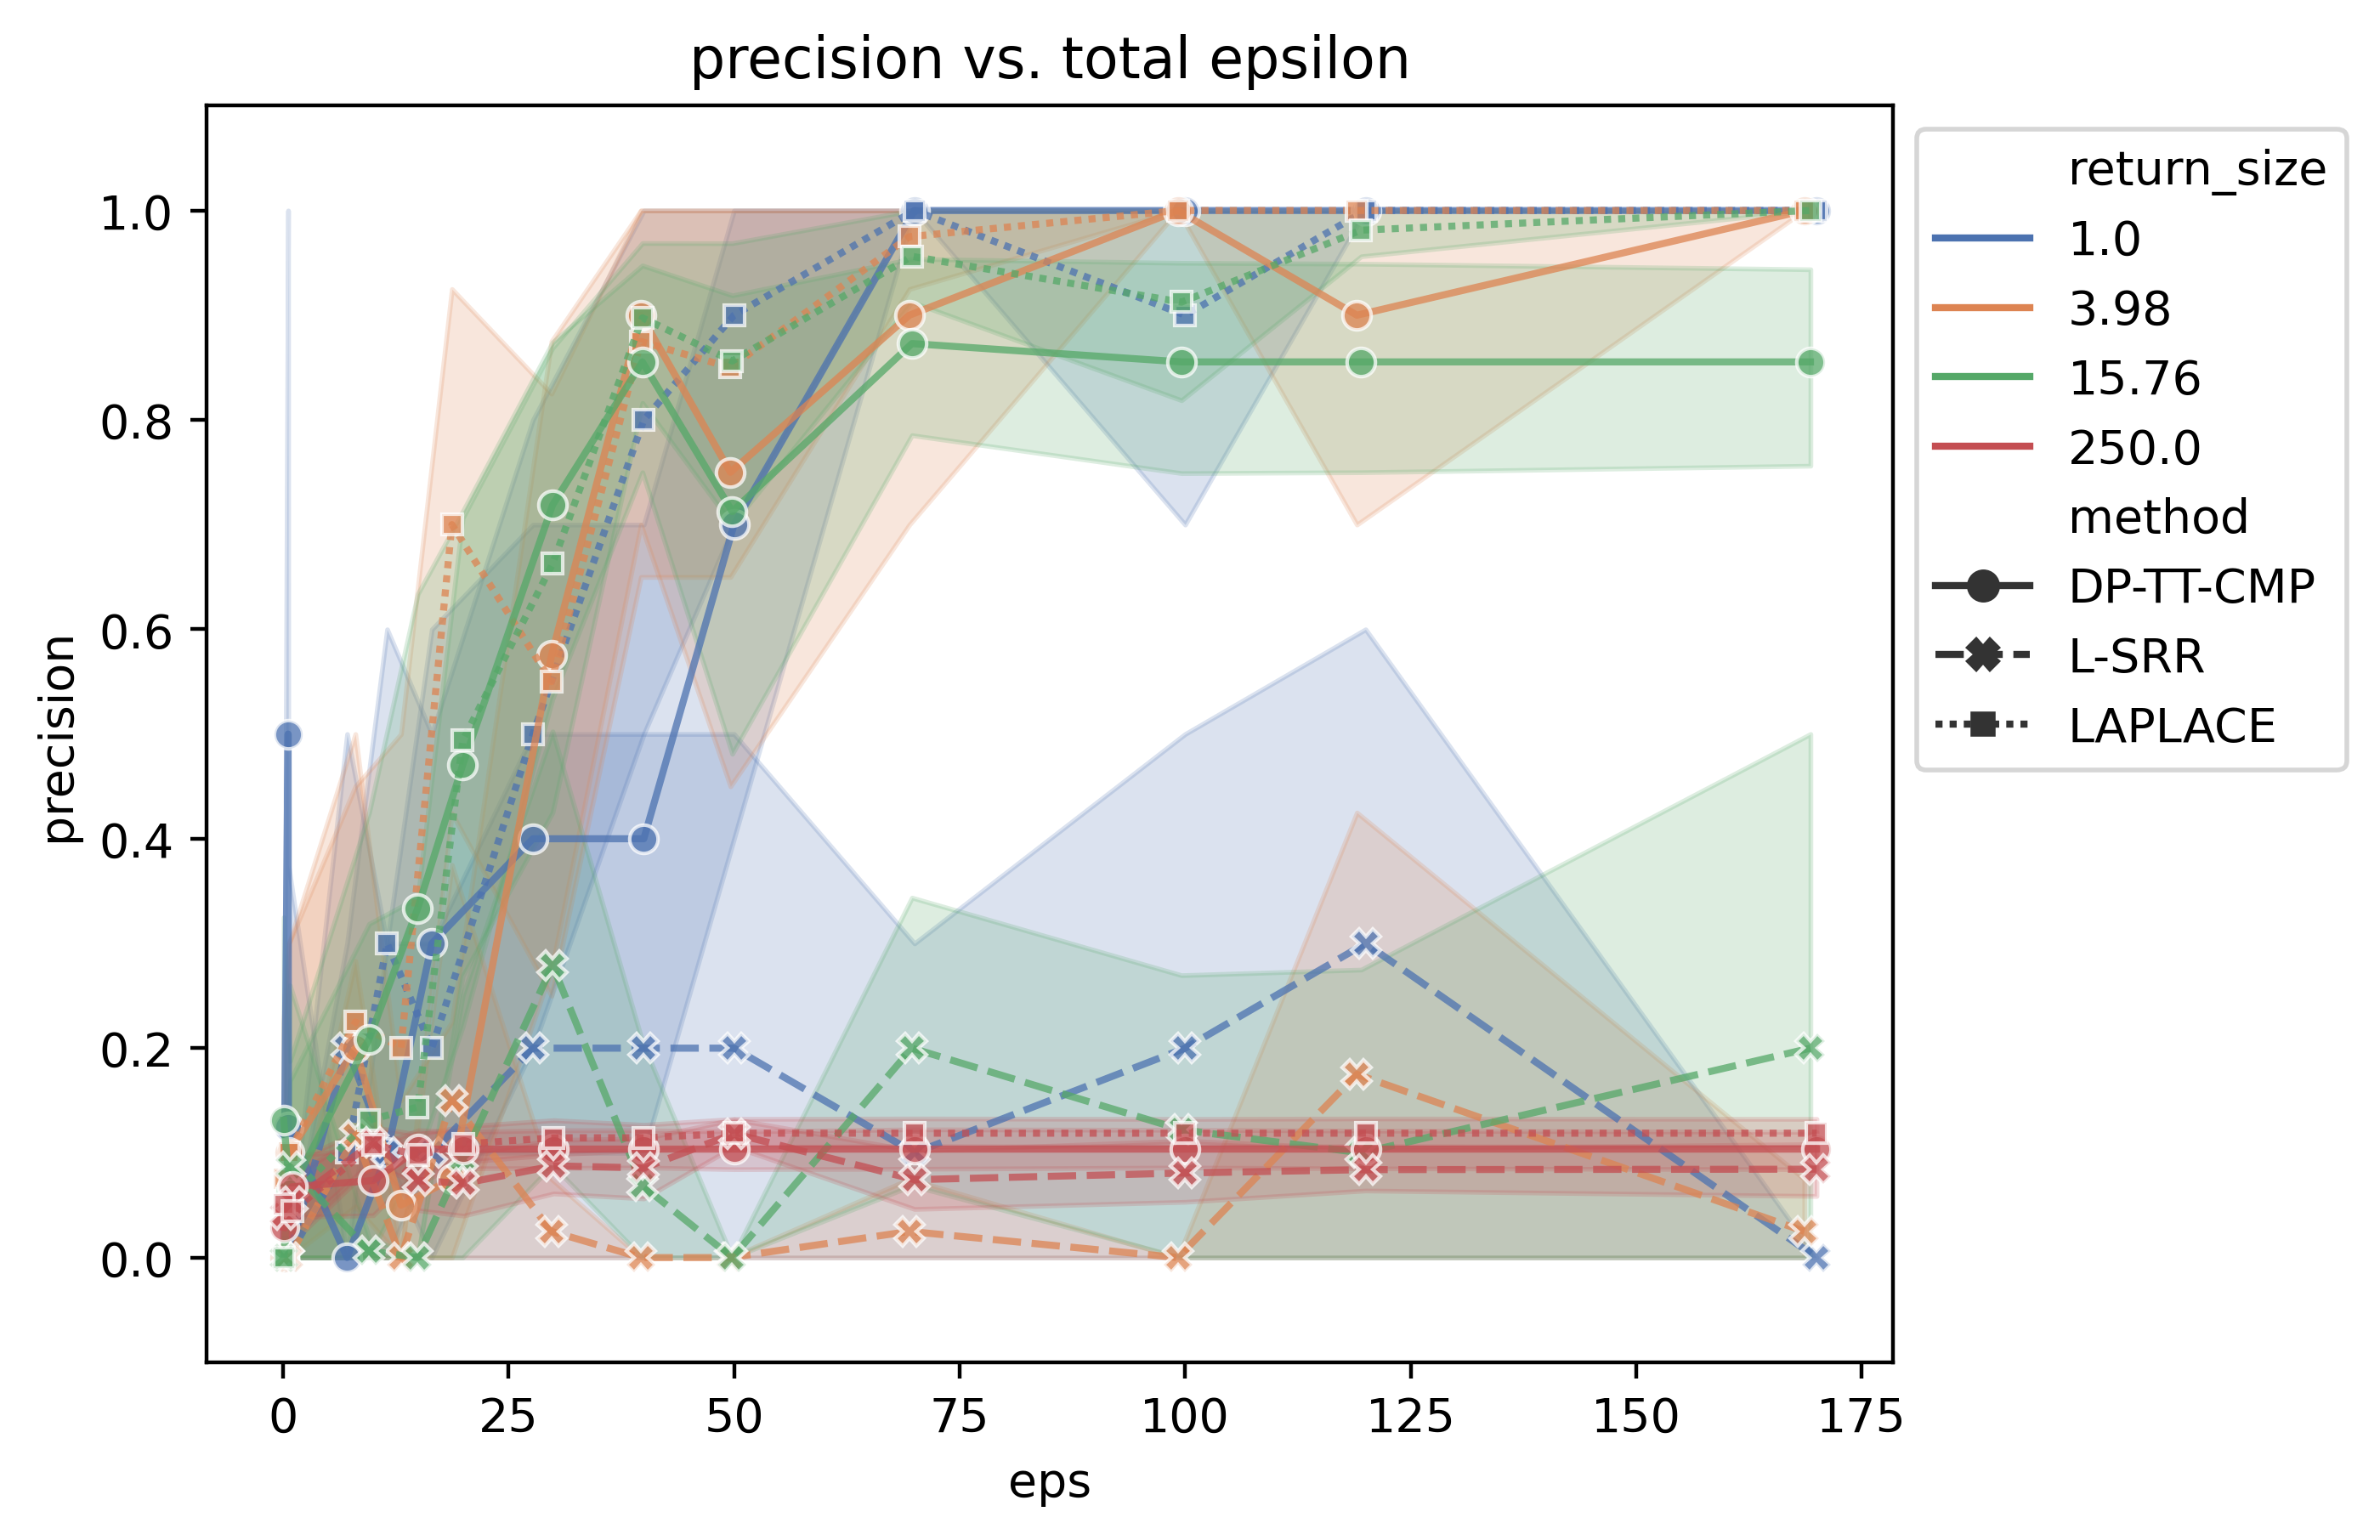 precision vs. total epsilon
precision
1.0
0.8
0.6
0.4
0.2
0.0
0 25 50 75 100 125 150 175
eps
return_size
1.0
3.98
15.76
250.0
method
DP-TT-CMP
L-SRR
LAPLACE